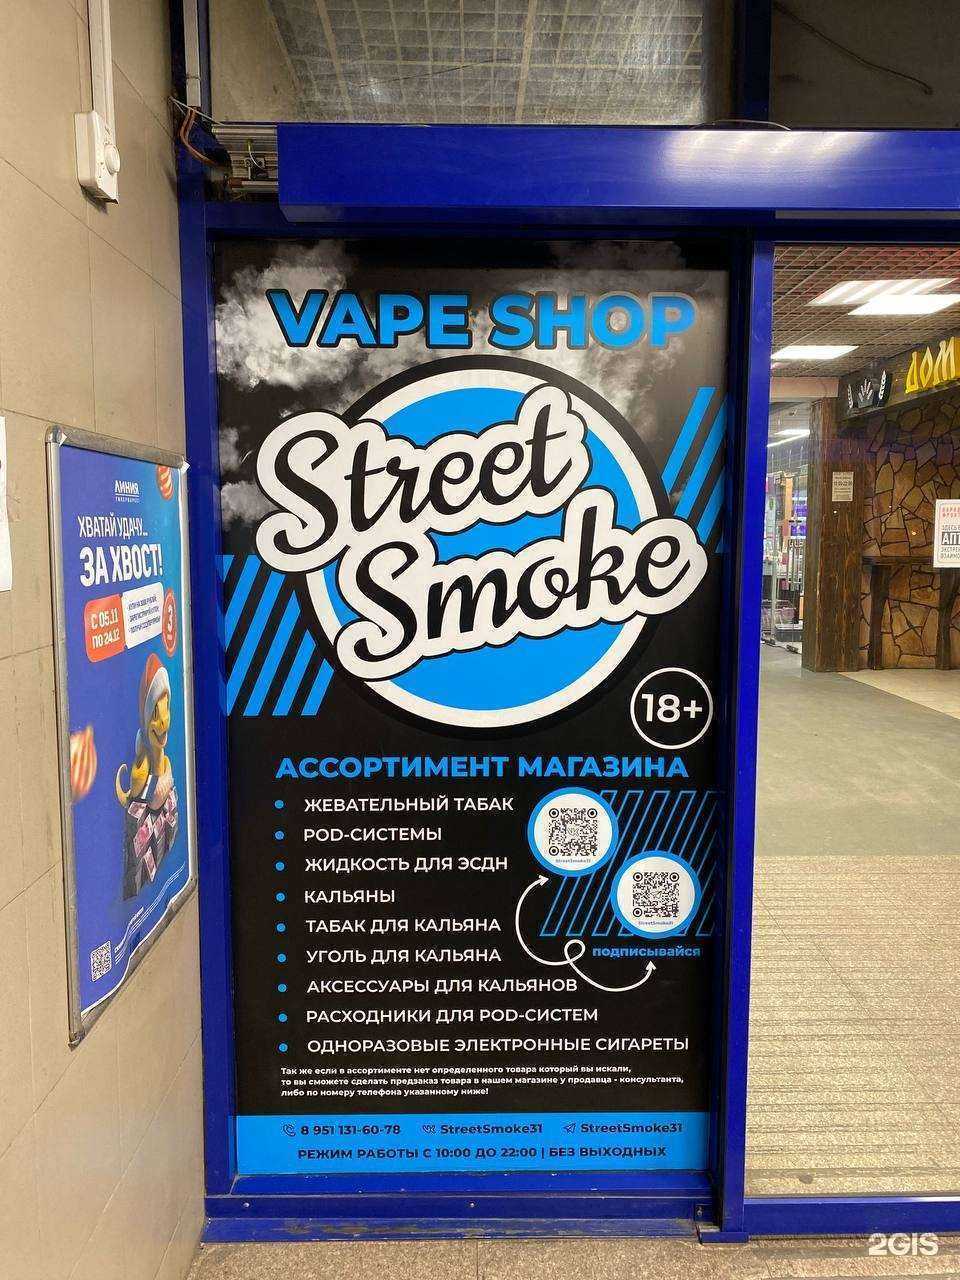 VAPE SHOP
Street
Smoke
18+
АССОРТИМЕНТ МАГАЗИНА
• ЖЕВАТЕЛЬНЫЙ ТАБАК
• POD-СИСТЕМЫ
• ЖИДКОСТЬ ДЛЯ ЭСДН
• КАЛЬЯНЫ
• ТАБАК ДЛЯ КАЛЬЯНА
• УГОЛЬ ДЛЯ КАЛЬЯНА
• АКСЕССУАРЫ ДЛЯ КАЛЬЯНОВ
• РАСХОДНИКИ ДЛЯ POD-СИСТЕМ
• ОДНОРАЗОВЫЕ ЭЛЕКТРОННЫЕ СИГАРЕТЫ
StreetSmoke31
StreetSmoke31
подписывайся
Так же если в ассортименте нет определенного товара который вы искали,
то вы сможете сделать предзаказ товара в нашем магазине у продавца - консультанта,
либо по номеру телефона указанному ниже!
8 951 131-60-78 StreetSmoke31 StreetSmoke31
РЕЖИМ РАБОТЫ С 10:00 ДО 22:00 | БЕЗ ВЫХОДНЫХ
ЛИНИЯ
ГИПЕРМАРКЕТ
ХВАТАЙ УДАЧУ...
ЗА ХВОСТ!
С 05.11
ПО 24.12
3
ДОМ
2GIS